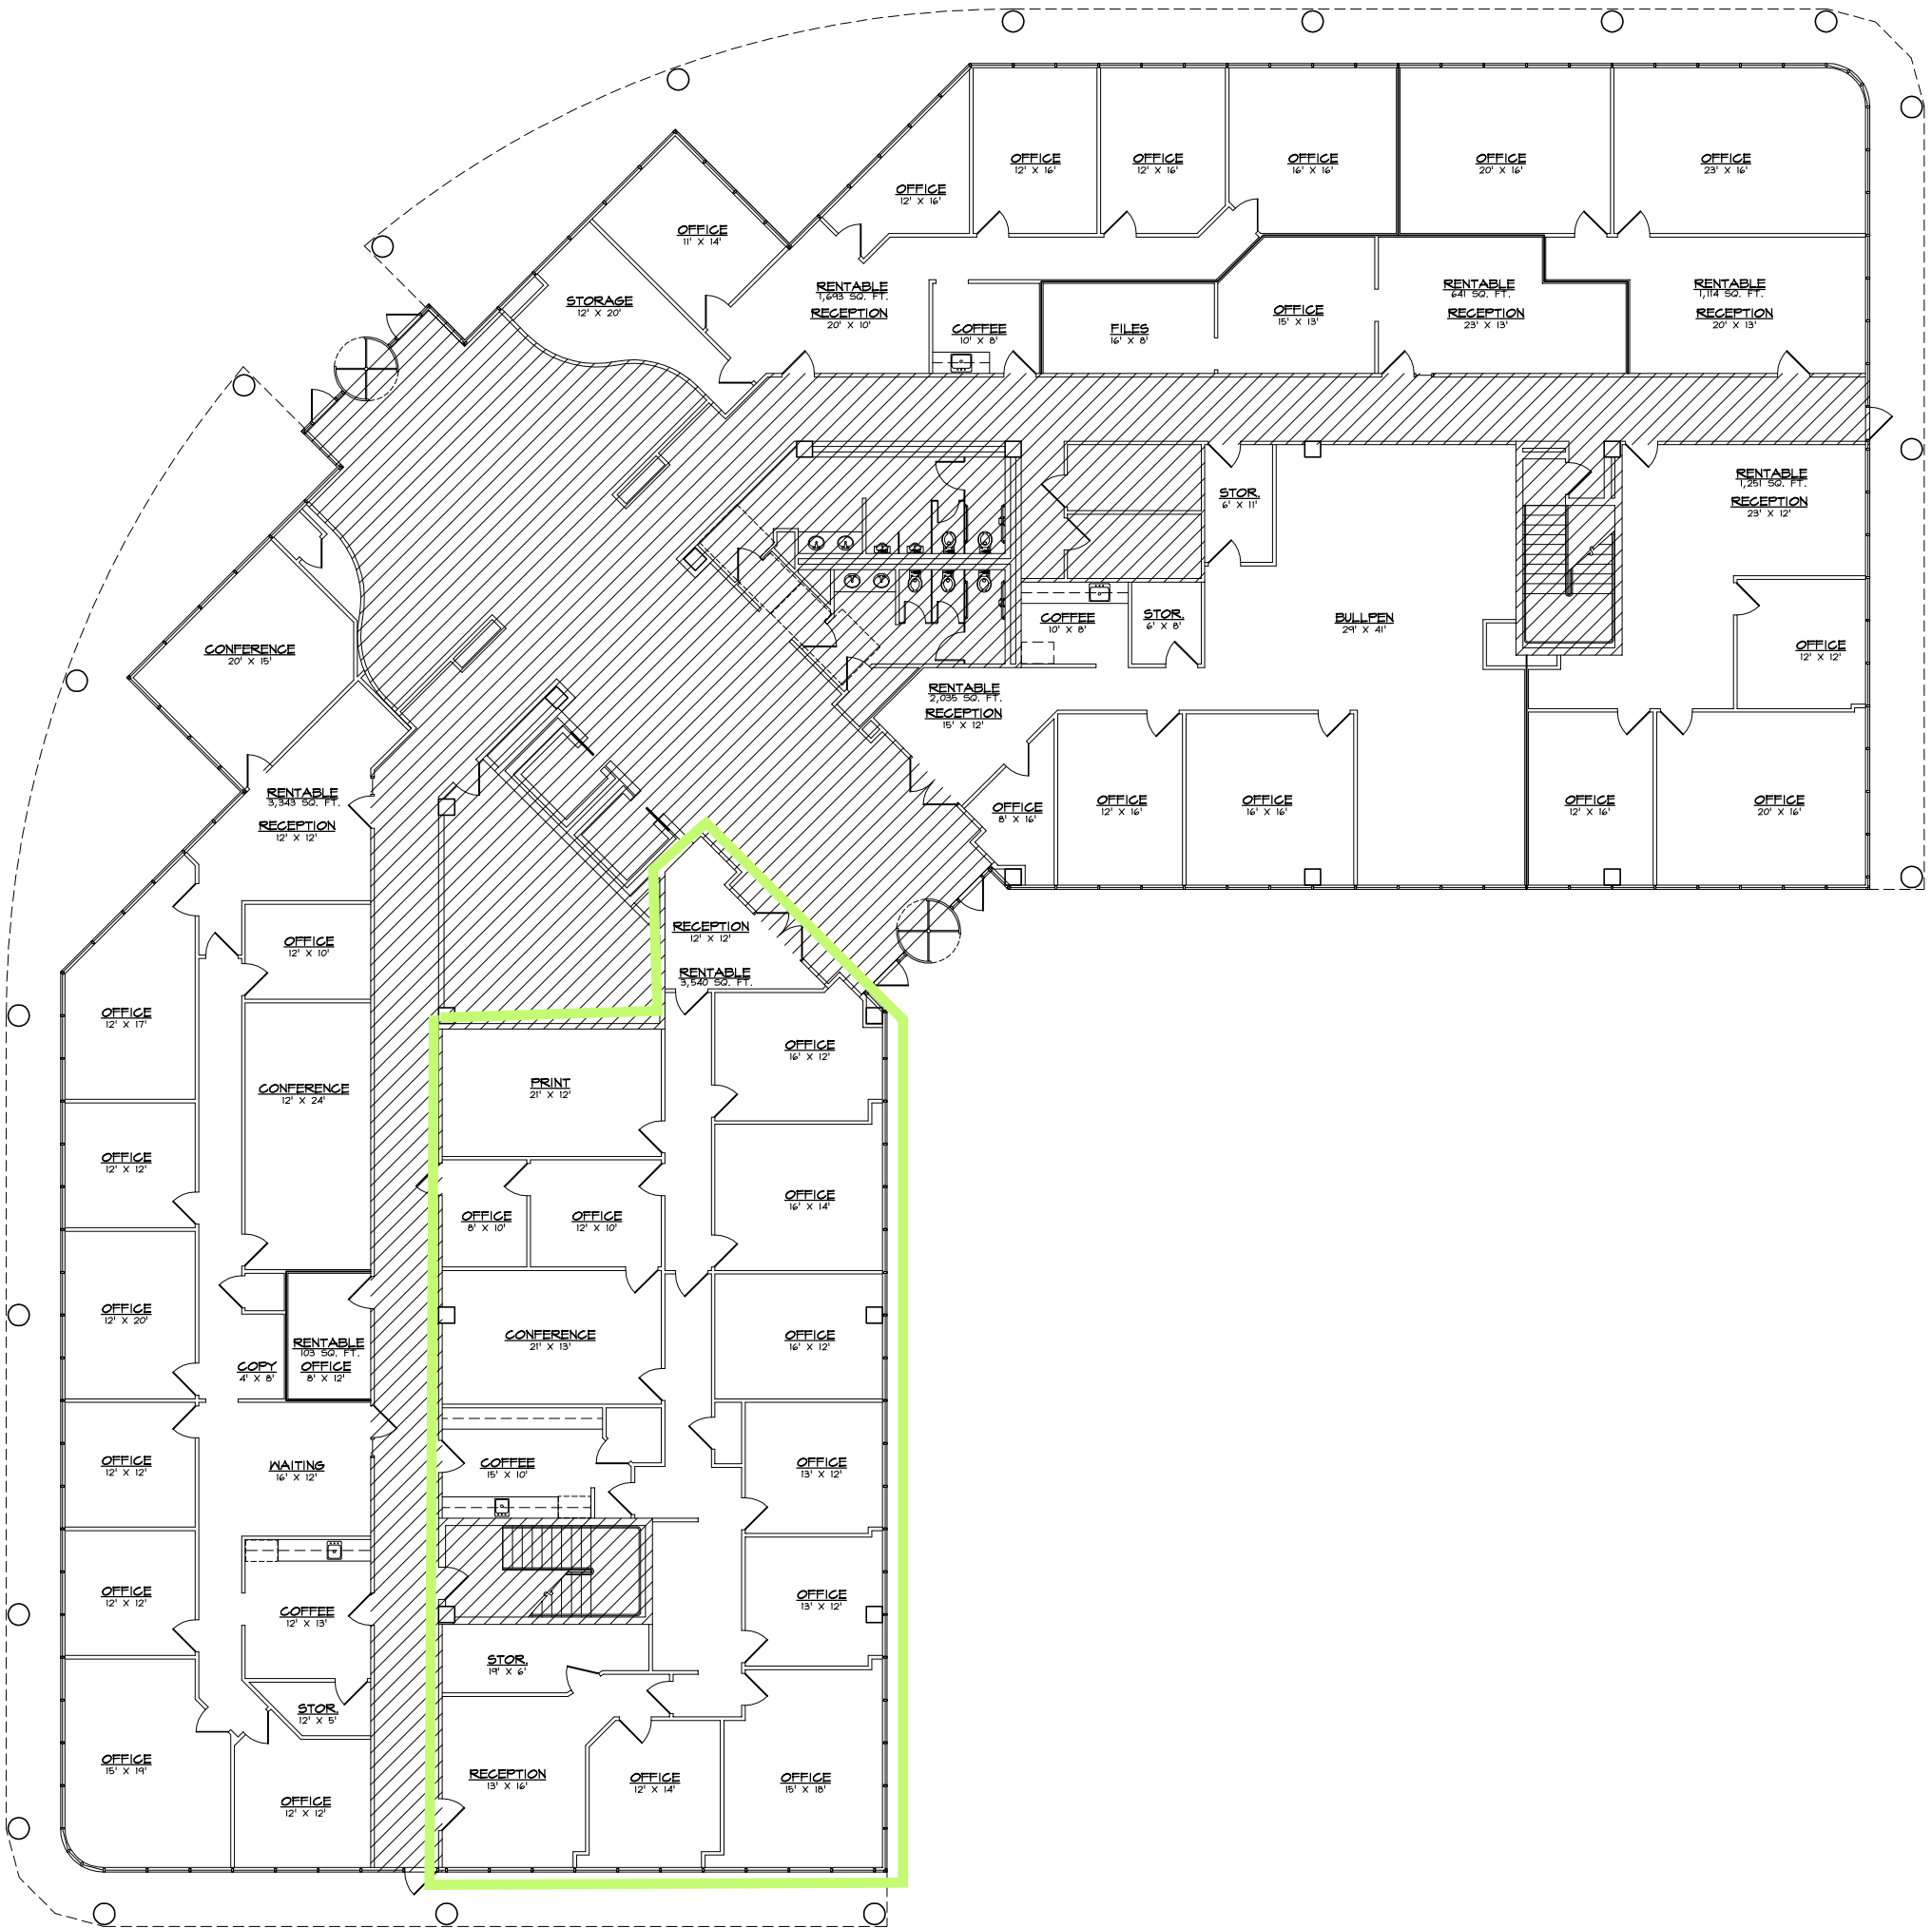 OFFICE
12' X 16'
OFFICE
12' X 16'
OFFICE
12' X 16'
OFFICE
16' X 16'
OFFICE
20' X 16'
OFFICE
23' X 16'
OFFICE
11' X 14'
STORAGE
12' X 20'
RENTABLE
1,693 SQ. FT.
RECEPTION
20' X 10'
COFFEE
10' X 8'
FILES
16' X 8'
OFFICE
15' X 13'
RENTABLE
641 SQ. FT.
RECEPTION
23' X 13'
RENTABLE
1,114 SQ. FT.
RECEPTION
20' X 13'
STOR.
6' X 11'
RENTABLE
1,251 SQ. FT.
RECEPTION
23' X 12'
CONFERENCE
20' X 15'
COFFEE
10' X 8'
STOR.
6' X 8'
BULLPEN
29' X 41'
OFFICE
12' X 12'
RENTABLE
2,035 SQ. FT.
RECEPTION
15' X 12'
RENTABLE
3,343 SQ. FT.
RECEPTION
12' X 12'
OFFICE
8' X 16'
OFFICE
12' X 16'
OFFICE
16' X 16'
OFFICE
12' X 16'
OFFICE
20' X 16'
OFFICE
12' X 10'
RECEPTION
12' X 12'
RENTABLE
3,540 SQ. FT.
OFFICE
12' X 17'
OFFICE
16' X 12'
CONFERENCE
12' X 24'
PRINT
21' X 12'
OFFICE
12' X 12'
OFFICE
8' X 10'
OFFICE
12' X 10'
OFFICE
16' X 14'
OFFICE
12' X 20'
RENTABLE
103 SQ. FT.
OFFICE
8' X 12'
COPY
4' X 8'
CONFERENCE
21' X 13'
OFFICE
16' X 12'
OFFICE
12' X 12'
WAITING
16' X 12'
COFFEE
15' X 10'
OFFICE
13' X 12'
OFFICE
12' X 12'
COFFEE
12' X 13'
OFFICE
13' X 12'
STOR.
12' X 5'
STOR.
19' X 6'
OFFICE
15' X 19'
OFFICE
12' X 12'
RECEPTION
13' X 16'
OFFICE
12' X 14'
OFFICE
15' X 18'